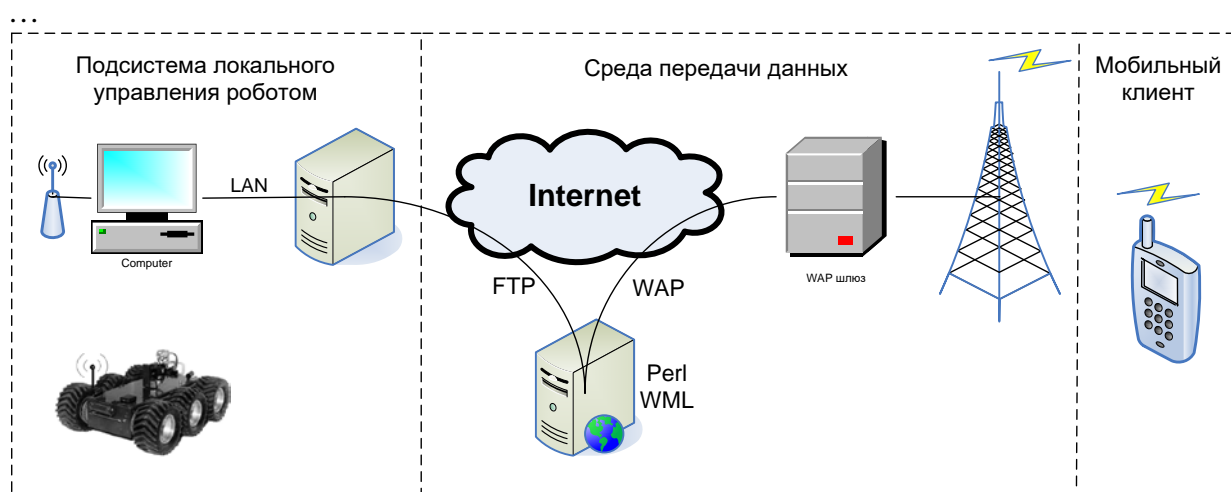 ...
Подсистема локального
управления роботом
Среда передачи данных
Мобильный
клиент
LAN
Computer
Internet
FTP
WAP
WAP шлюз
Perl
WML